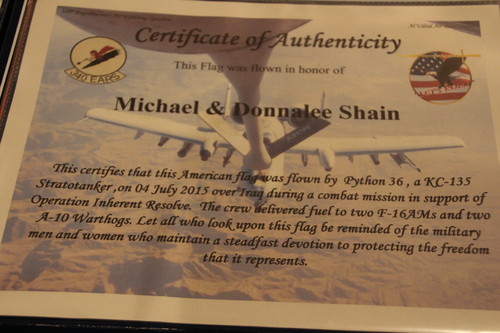 Certificate of Authenticity
This Flag was flown in honor of
Michael & Donnalee Shain
This certifies that this American flag was flown by Python 36 , a KC-135
Stratotanker ,on 04 July 2015 over Iraq during a combat mission in support of
Operation Inherent Resolve. The crew delivered fuel to two F-16AMs and two
A-10 Warthogs. Let all who look upon this flag be reminded of the military
men and women who maintain a steadfast devotion to protecting the freedom
that it represents.
340 EARS